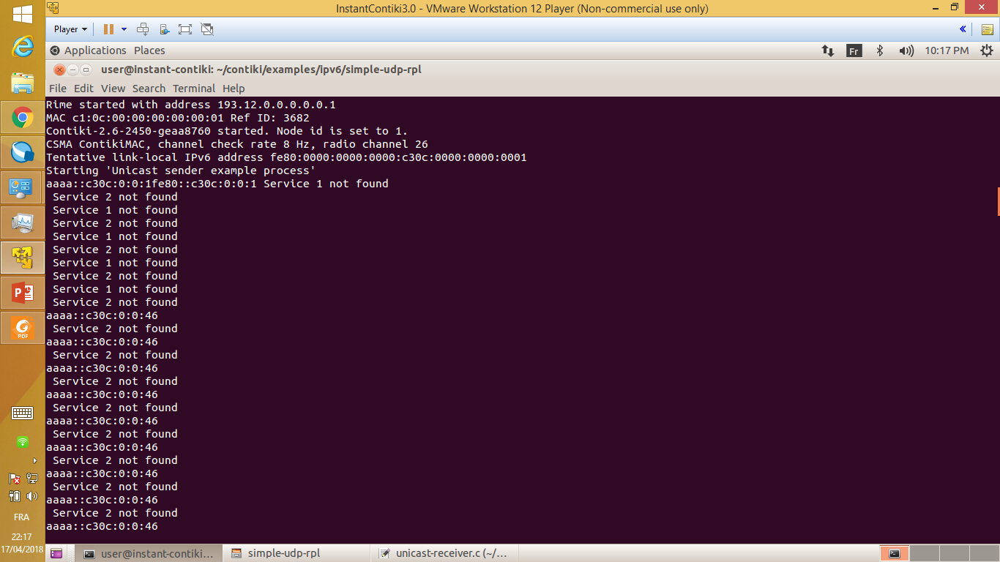 InstantContiki3.0 - VMware Workstation 12 Player (Non-commercial use only)
Player
Applications Places
Fr
10:17 PM
user@instant-contiki: ~/contiki/examples/ipv6/simple-udp-rpl
File Edit View Search Terminal Help
Rime started with address 193.12.0.0.0.0.0.1
MAC c1:0c:00:00:00:00:00:01 Ref ID: 3682
Contiki-2.6-2450-geaa8760 started. Node id is set to 1.
CSMA ContikiMAC, channel check rate 8 Hz, radio channel 26
Tentative link-local IPv6 address fe80:0000:0000:0000:c30c:0000:0000:0001
Starting 'Unicast sender example process'
aaaa::c30c:0:0:1fe80::c30c:0:0:1 Service 1 not found
Service 2 not found
Service 1 not found
Service 2 not found
Service 1 not found
Service 2 not found
Service 1 not found
Service 2 not found
Service 1 not found
Service 2 not found
aaaa::c30c:0:0:46
Service 2 not found
aaaa::c30c:0:0:46
Service 2 not found
aaaa::c30c:0:0:46
Service 2 not found
aaaa::c30c:0:0:46
Service 2 not found
aaaa::c30c:0:0:46
Service 2 not found
aaaa::c30c:0:0:46
Service 2 not found
aaaa::c30c:0:0:46
Service 2 not found
aaaa::c30c:0:0:46
Service 2 not found
aaaa::c30c:0:0:46
user@instant-contiki...
simple-udp-rpl
unicast-receiver.c (~/...
P
PDF
FRA
22:17
17/04/2018